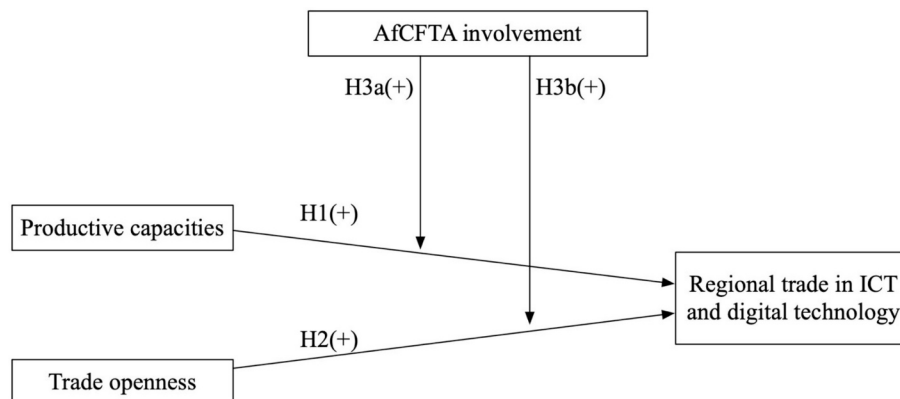 AfCFTA involvement
H3a(+)
H3b(+)
H1(+)
Productive capacities
Regional trade in ICT
and digital technology
H2(+)
Trade openness